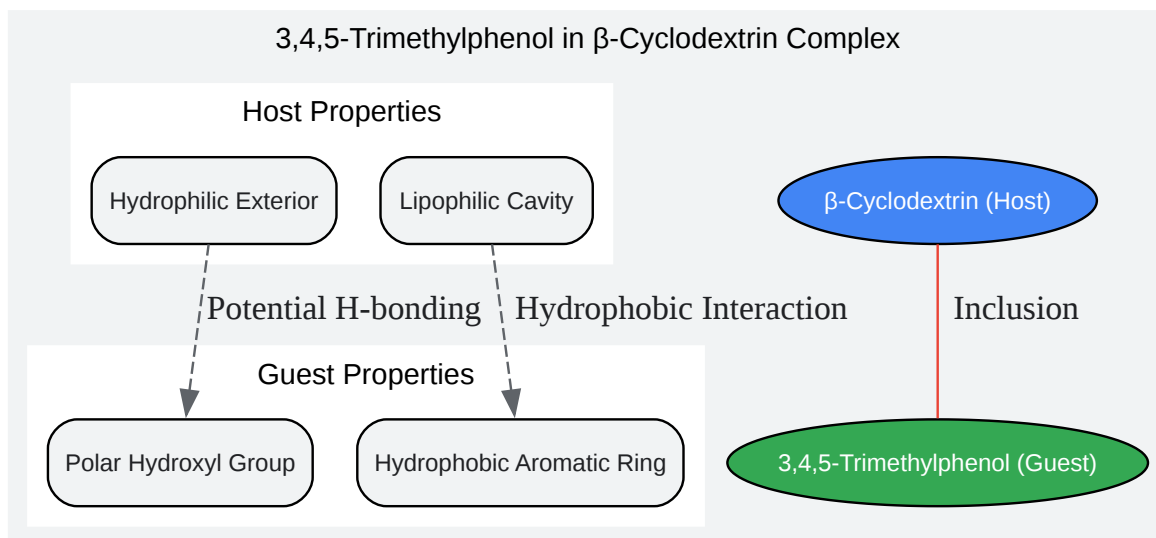 3,4,5-Trimethylphenol in β-Cyclodextrin Complex
Host Properties
Hydrophilic Exterior
Lipophilic Cavity
β-Cyclodextrin (Host)
Potential H-bonding
Hydrophobic Interaction
Inclusion
Guest Properties
Polar Hydroxyl Group
Hydrophobic Aromatic Ring
3,4,5-Trimethylphenol (Guest)